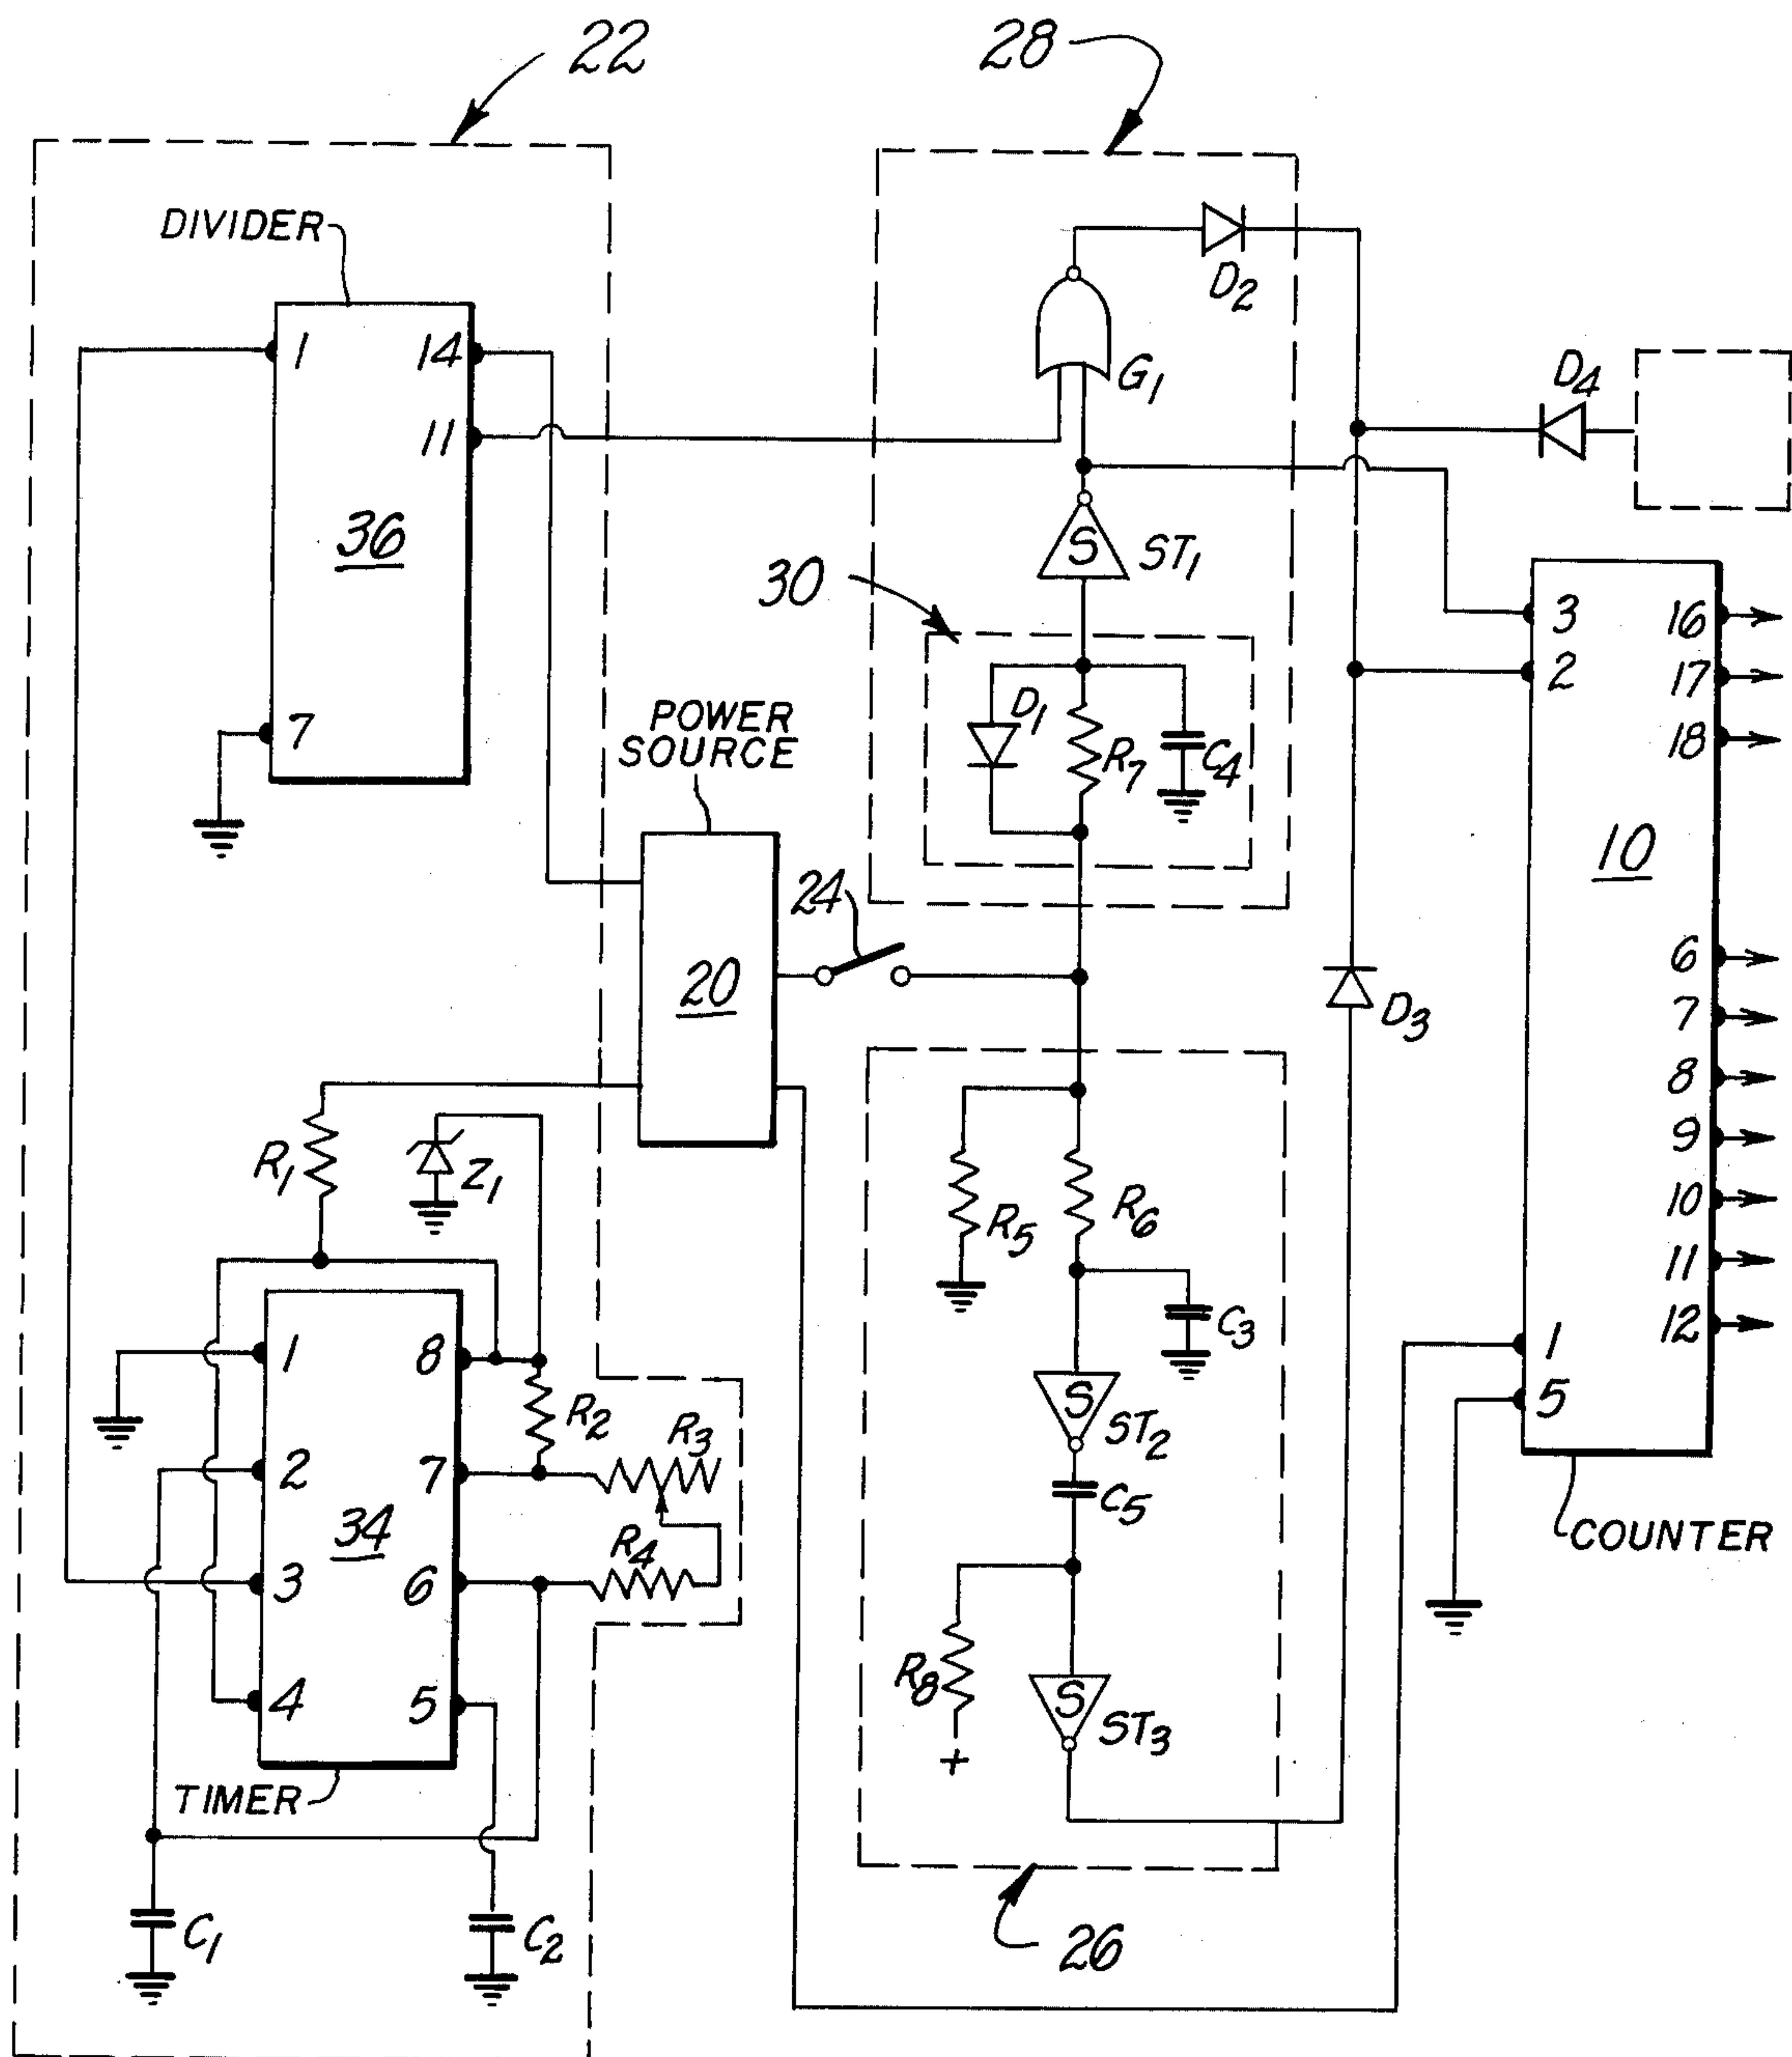 22
28
DIVIDER
D2
1
14
G1
D4
11
36
S
ST1
30
3
16
2
17
18
D1
R7
C4
7
POWER
SOURCE
10
24
20
6
D3
7
8
R1
Z1
9
R5
R6
10
11
C3
12
1
8
1
5
R2
S
ST2
R3
2
7
C5
34
R4
COUNTER
3
6
R8
4
5
S
ST3
+
TIMER
C1
C2
26